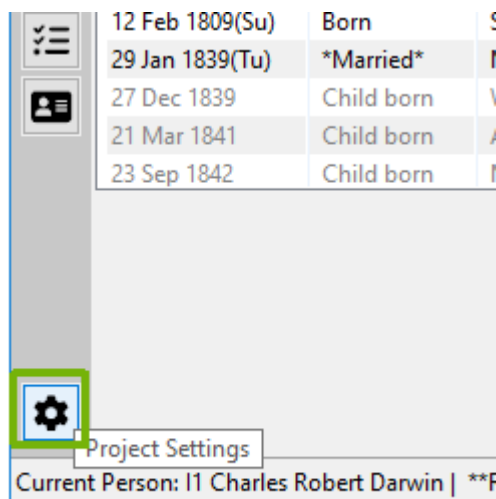 12 Feb 1809(Su) Born
29 Jan 1839(Tu) *Married*
27 Dec 1839 Child born
21 Mar 1841 Child born
23 Sep 1842 Child born
Project Settings
Current Person: I1 Charles Robert Darwin |